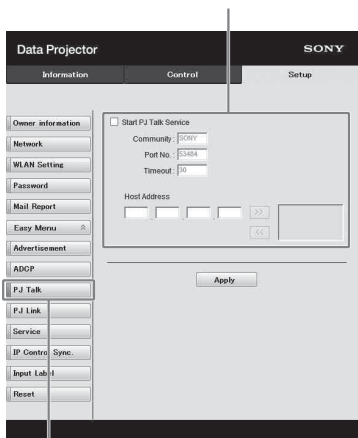 Data Projector
SONY
Information
Control
Setup
Owner information
Network
WLAN Setting
Password
Mail Report
Easy Menu
Advertisement
ADCP
PJ Talk
PJ Link
Service
IP Control Sync.
Input Label
Reset
Start PJ Talk Service
Community : SONY
Port No. : 53484
Timeout : 30
Host Address
. . .
>>
<<
Apply